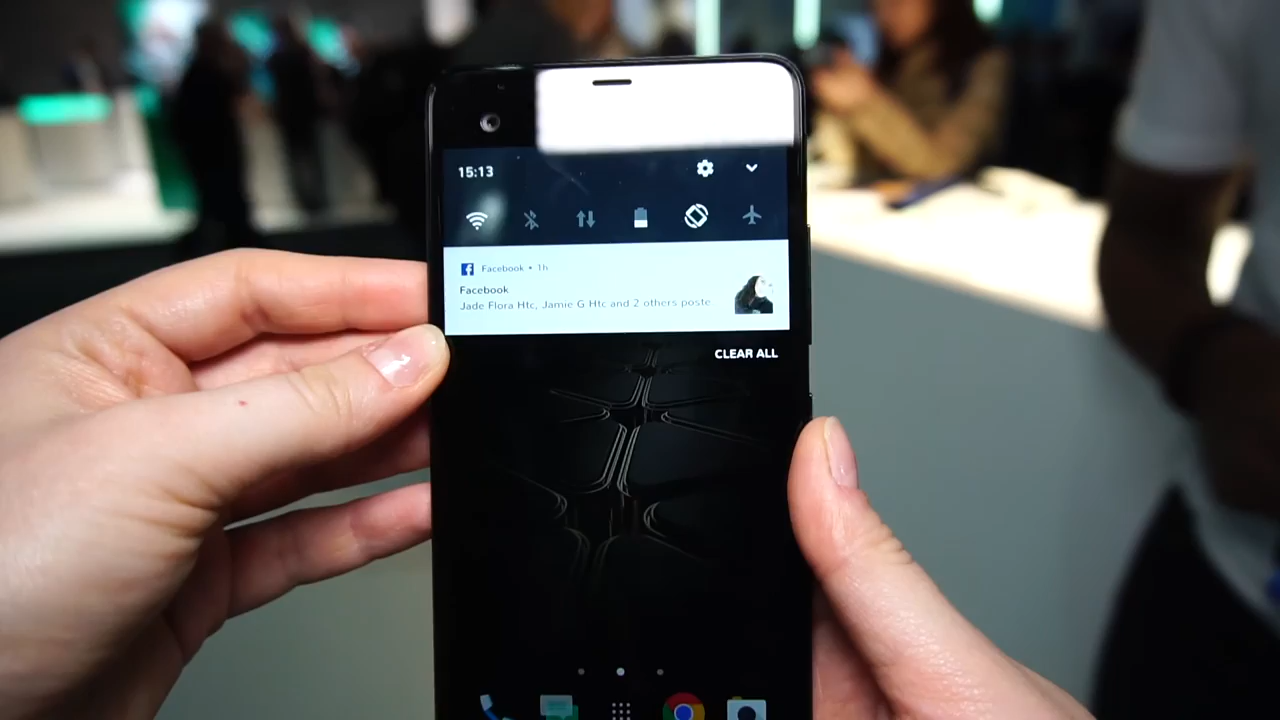 15:13
Facebook • 1h
Facebook
Jade Flora Htc, Jamie G Htc and 2 others poste
CLEAR ALL